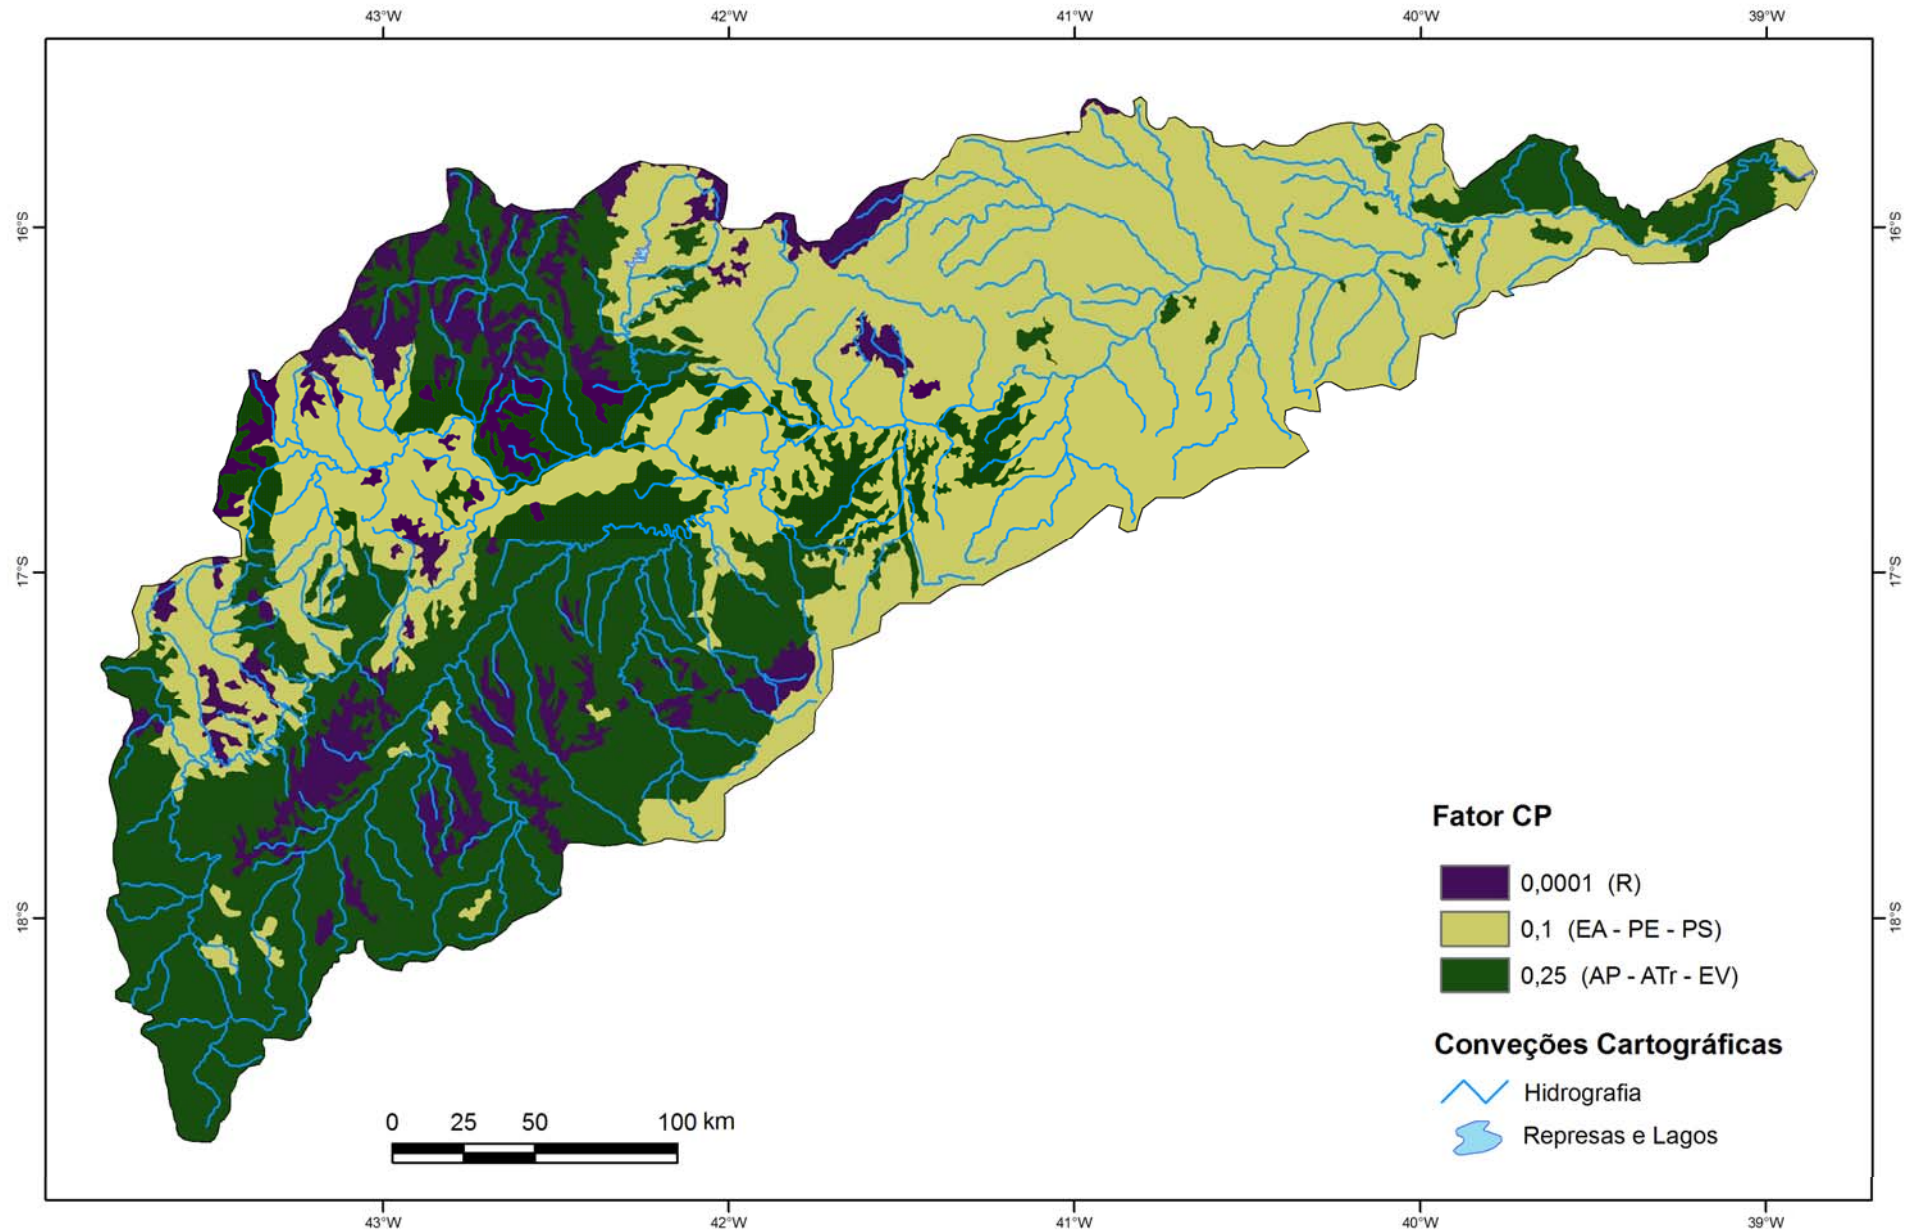 43°W 42°W 41°W 40°W 39°W
16°S 16°S
17°S 17°S
18°S 18°S
Fator CP
0,0001 (R)
0,1 (EA - PE - PS)
0,25 (AP - ATr - EV)
Conveções Cartográficas
Hidrografia
Represas e Lagos
0 25 50 100 km
43°W 42°W 41°W 40°W 39°W